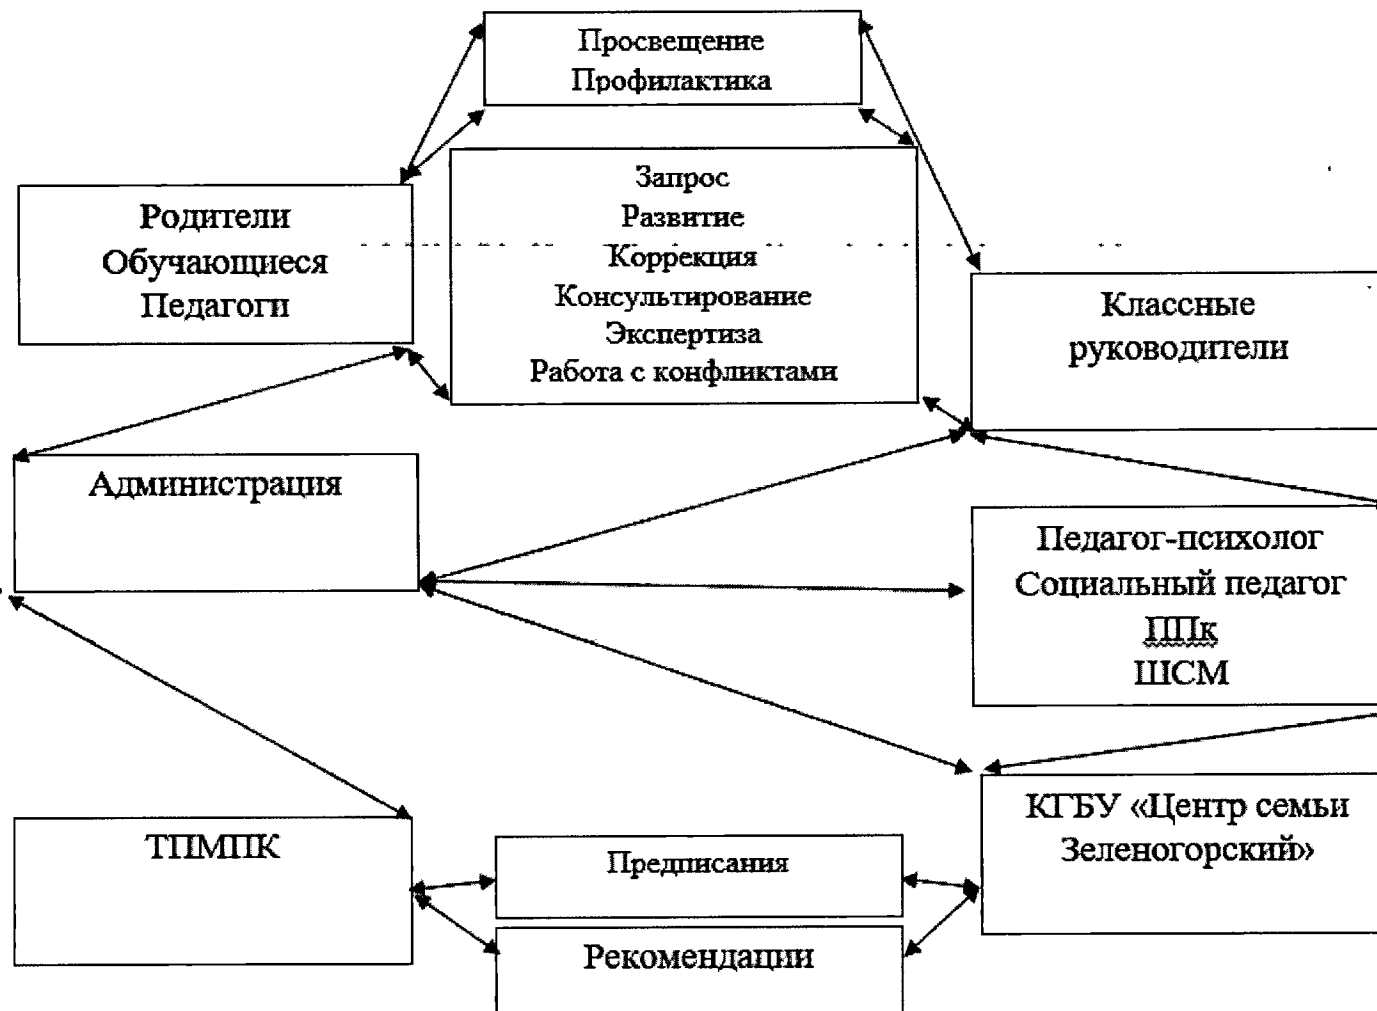 Просвещение
Профилактика
Запрос
Развитие
Коррекция
Консультирование
Экспертиза
Работа с конфликтами
Родители
Обучающиеся
Педагоги
Классные
руководители
Администрация
Педагог-психолог
Социальный педагог
ППк
ШСМ
ТПМПК
Предписания
Рекомендации
КГБУ «Центр семьи
Зеленогорский»